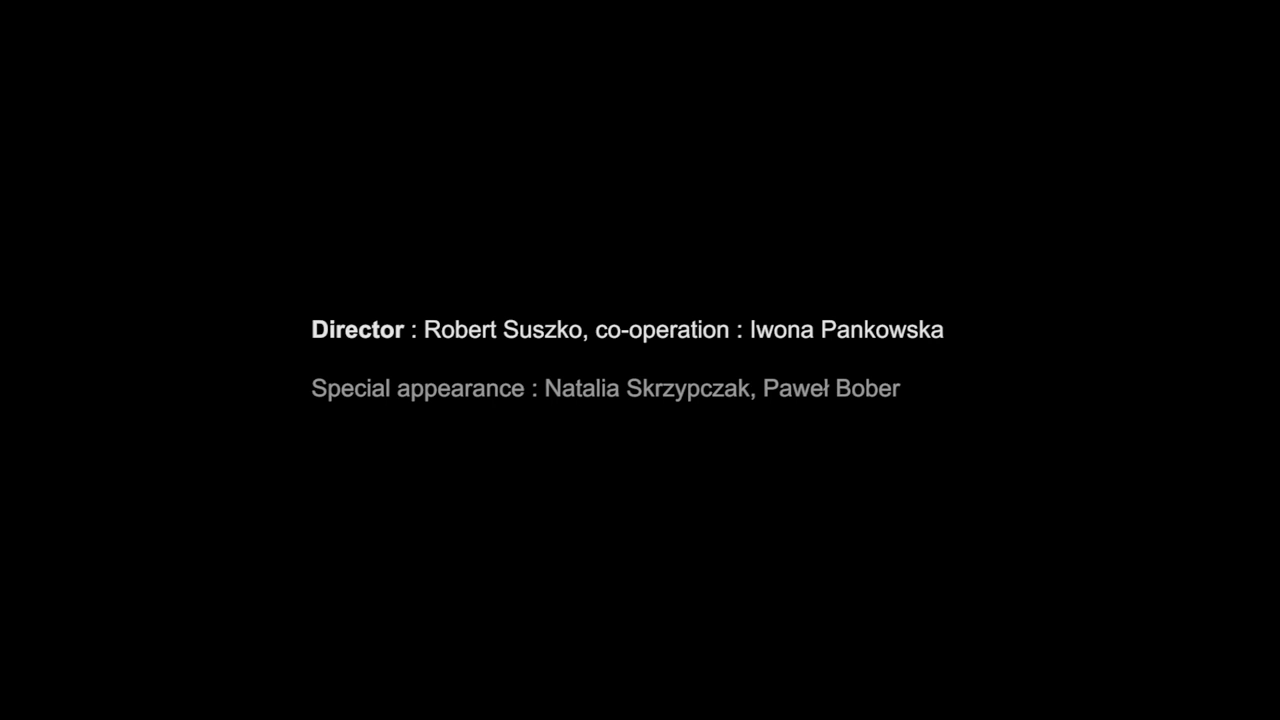 Director : Robert Suszko, co-operation : Iwona Pankowska
Special appearance : Natalia Skrzypczak, Paweł Bober